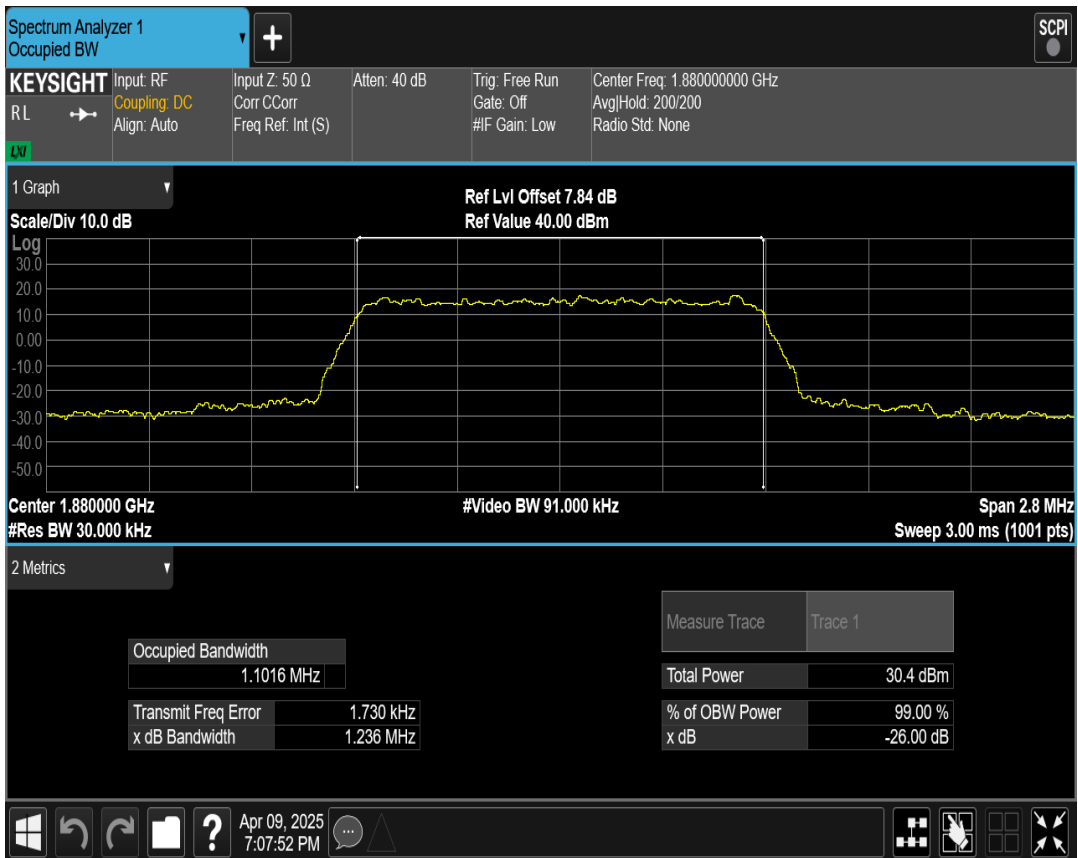 Spectrum Analyzer 1
Occupied BW
+
SCPI
KEYSIGHT
RL
LXI
Input: RF
Coupling: DC
Align: Auto
Input Z: 50 Ω
Corr CCorr
Freq Ref: Int (S)
Atten: 40 dB
Trig: Free Run
Gate: Off
#IF Gain: Low
Center Freq: 1.880000000 GHz
Avg|Hold: 200/200
Radio Std: None
1 Graph
Scale/Div 10.0 dB
Ref Lvl Offset 7.84 dB
Ref Value 40.00 dBm
Log
30.0
20.0
10.0
0.00
-10.0
-20.0
-30.0
-40.0
-50.0
Center 1.880000 GHz
#Video BW 91.000 kHz
Span 2.8 MHz
#Res BW 30.000 kHz
Sweep 3.00 ms (1001 pts)
2 Metrics
Measure Trace Trace 1
Occupied Bandwidth
1.1016 MHz
Total Power 30.4 dBm
Transmit Freq Error 1.730 kHz
% of OBW Power 99.00 %
x dB Bandwidth 1.236 MHz
x dB -26.00 dB
?
Apr 09, 2025
7:07:52 PM